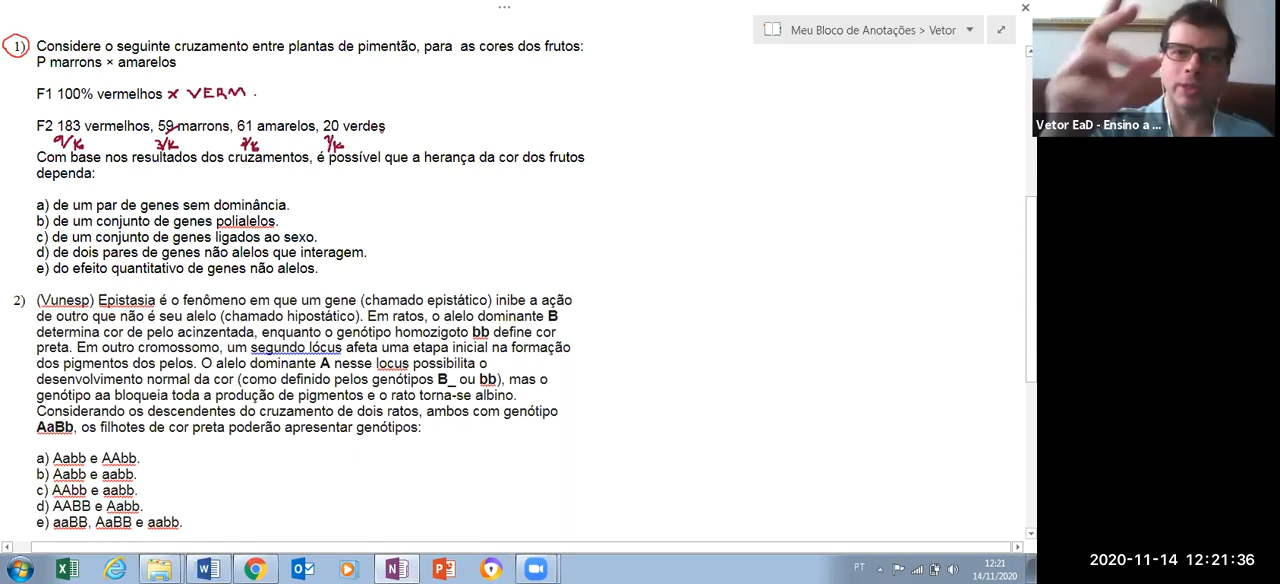 Meu Bloco de Anotações > Vetor
1) Considere o seguinte cruzamento entre plantas de pimentão, para as cores dos frutos:
P marrons × amarelos
F1 100% vermelhos x VERM.
F2 183 vermelhos, 59 marrons, 61 amarelos, 20 verdes
Com base nos resultados dos cruzamentos, é possível que a herança da cor dos frutos
dependa:
a) de um par de genes sem dominância.
b) de um conjunto de genes polialelos.
c) de um conjunto de genes ligados ao sexo.
d) de dois pares de genes não alelos que interagem.
e) do efeito quantitativo de genes não alelos.
2) (Vunesp) Epistasia é o fenômeno em que um gene (chamado epistático) inibe a ação
de outro que não é seu alelo (chamado hipostático). Em ratos, o alelo dominante B
determina cor de pelo acinzentada, enquanto o genótipo homozigoto bb define cor
preta. Em outro cromossomo, um segundo lócus afeta uma etapa inicial na formação
dos pigmentos dos pelos. O alelo dominante A nesse locus possibilita o
desenvolvimento normal da cor (como definido pelos genótipos B_ ou bb), mas o
genótipo aa bloqueia toda a produção de pigmentos e o rato torna-se albino.
Considerando os descendentes do cruzamento de dois ratos, ambos com genótipo
AaBb, os filhotes de cor preta poderão apresentar genótipos:
a) Aabb e AAbb.
b) Aabb e aabb.
c) AAbb e aabb.
d) AABB e Aabb.
e) aaBB, AaBB e aabb.
Vetor EaD - Ensino a ...
PT
12:21
14/11/2020
2020-11-14 12:21:36